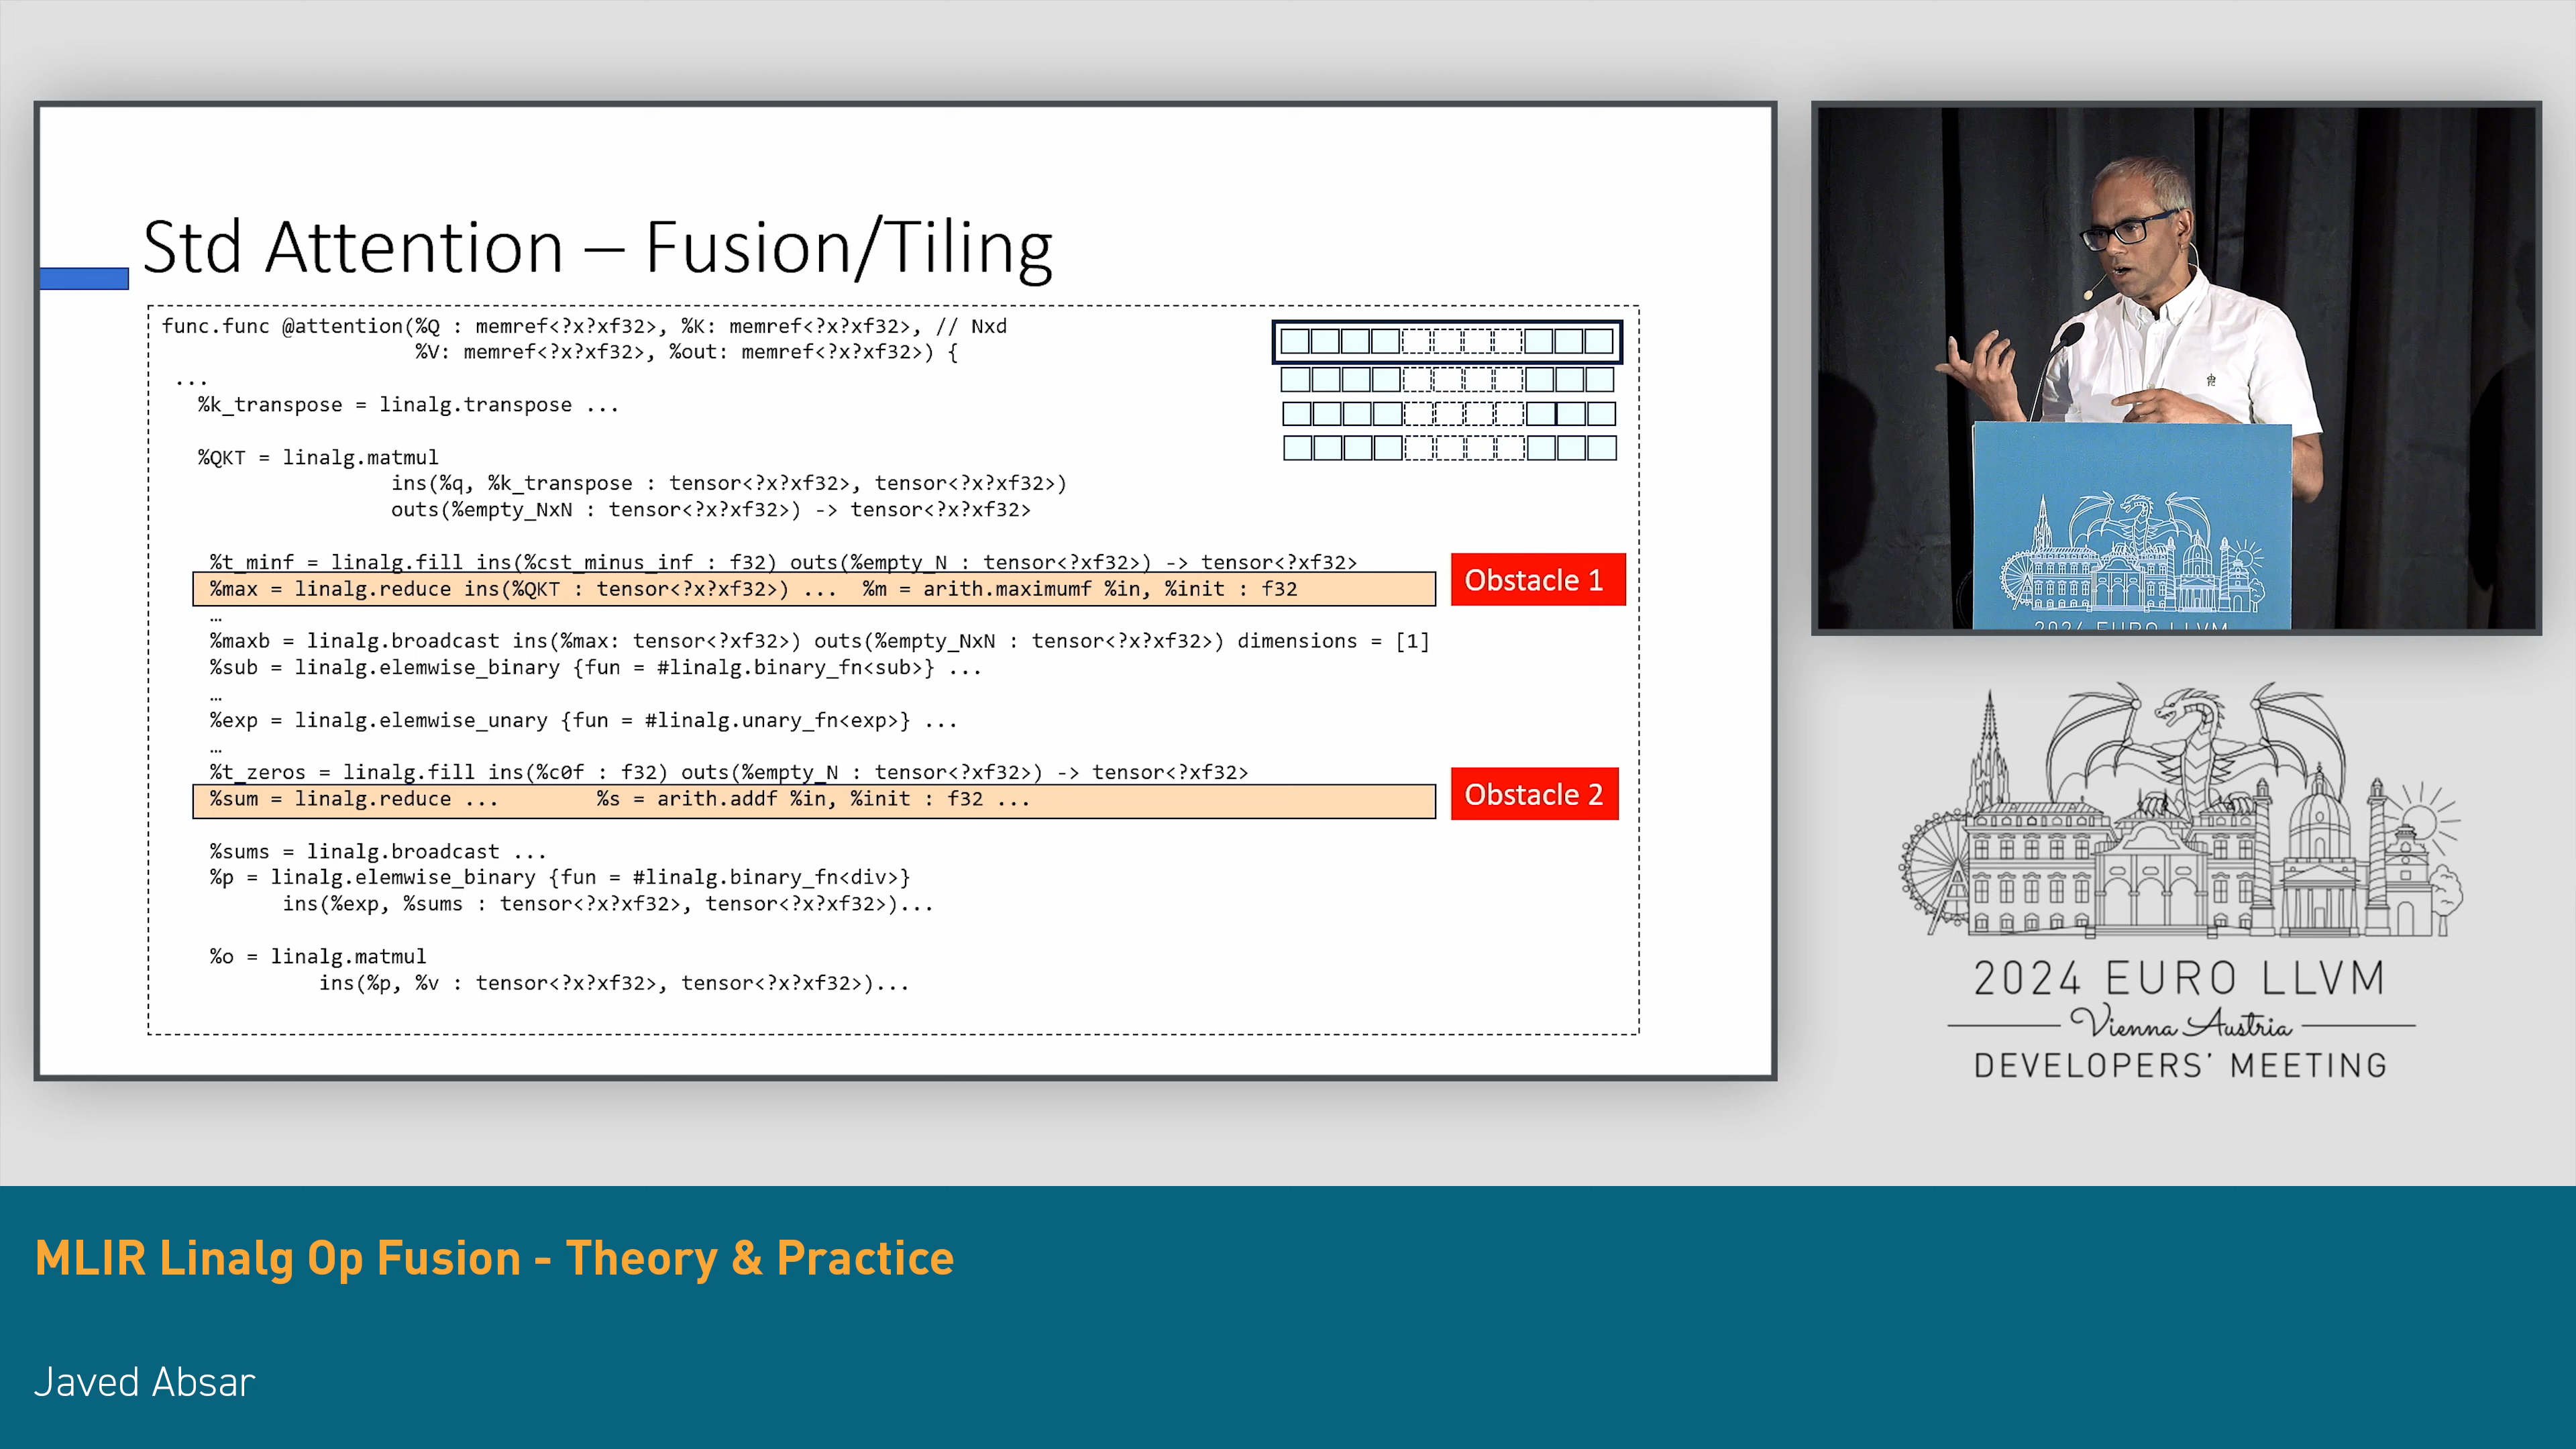 Std Attention – Fusion/Tiling
func.func @attention(%Q : memref<?x?xf32>, %K: memref<?x?xf32>, // Nxd
%V: memref<?x?xf32>, %out: memref<?x?xf32>) {
...
%k_transpose = linalg.transpose ...
%QKT = linalg.matmul
ins(%q, %k_transpose : tensor<?x?xf32>, tensor<?x?xf32>)
outs(%empty_NxN : tensor<?x?xf32>) -> tensor<?x?xf32>
%t_minf = linalg.fill ins(%cst_minus_inf : f32) outs(%empty_N : tensor<?xf32>) -> tensor<?xf32>
%max = linalg.reduce ins(%QKT : tensor<?x?xf32>) ... %m = arith.maximumf %in, %init : f32
Obstacle 1
…
%maxb = linalg.broadcast ins(%max: tensor<?xf32>) outs(%empty_NxN : tensor<?x?xf32>) dimensions = [1]
%sub = linalg.elemwise_binary {fun = #linalg.binary_fn<sub>} ...
…
%exp = linalg.elemwise_unary {fun = #linalg.unary_fn<exp>} ...
…
%t_zeros = linalg.fill ins(%c0f : f32) outs(%empty_N : tensor<?xf32>) -> tensor<?xf32>
%sum = linalg.reduce ... %s = arith.addf %in, %init : f32 ...
Obstacle 2
%sums = linalg.broadcast ...
%p = linalg.elemwise_binary {fun = #linalg.binary_fn<div>}
ins(%exp, %sums : tensor<?x?xf32>, tensor<?x?xf32>)...
%o = linalg.matmul
ins(%p, %v : tensor<?x?xf32>, tensor<?x?xf32>)...
2024 EURO LLVM
2024 EURO LLVM
Vienna Austria
DEVELOPERS' MEETING
MLIR Linalg Op Fusion - Theory & Practice
Javed Absar